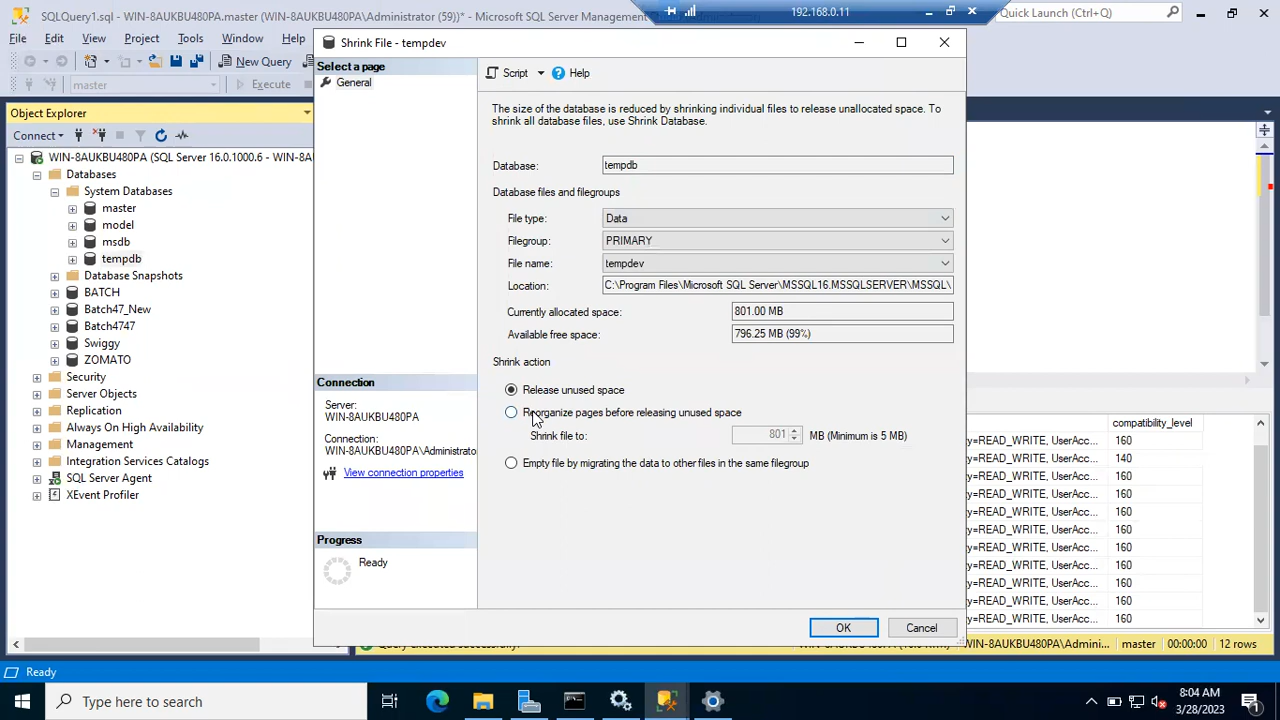 SQLQuery1.sql - WIN-8AUKBU480PA.master (WIN-8AUKBU480PA\Administrator (59))* - Microsoft SQL Server Man
192.168.0.11
Quick Launch (Ctrl+Q)
File Edit View Project Tools Window Help
New Query
master
Execute
Object Explorer
Connect
WIN-8AUKBU480PA (SQL Server 16.0.1000.6 - WIN-8A
Databases
System Databases
master
model
msdb
tempdb
Database Snapshots
BATCH
Batch47_New
Batch4747
Swiggy
ZOMATO
Security
Server Objects
Replication
Always On High Availability
Management
Integration Services Catalogs
SQL Server Agent
XEvent Profiler
Shrink File - tempdev
Select a page
General
Connection
Server:
WIN-8AUKBU480PA
Connection:
WIN-8AUKBU480PA\Administrator
View connection properties
Progress
Ready
Script Help
The size of the database is reduced by shrinking individual files to release unallocated space. To
shrink all database files, use Shrink Database.
Database: tempdb
Database files and filegroups
File type: Data
Filegroup: PRIMARY
File name: tempdev
Location: C:\Program Files\Microsoft SQL Server\MSSQL16.MSSQLSERVER\MSSQL\
Currently allocated space: 801.00 MB
Available free space: 796.25 MB (99%)
Shrink action
Release unused space
Reorganize pages before releasing unused space
Shrink file to: 801 MB (Minimum is 5 MB)
Empty file by migrating the data to other files in the same filegroup
OK Cancel
compatibility_level
y=READ_WRITE, UserAcc... 160
y=READ_WRITE, UserAcc... 140
y=READ_WRITE, UserAcc... 160
y=READ_WRITE, UserAcc... 160
y=READ_WRITE, UserAcc... 160
y=READ_WRITE, UserAcc... 160
y=READ_WRITE, UserAcc... 160
y=READ_WRITE, UserAcc... 160
y=READ_WRITE, UserAcc... 160
y=READ_WRITE, UserAcc... 160
y=READ_WRITE, UserAcc... 160
WIN-8AUKBU480PA\Admini... master 00:00:00 12 rows
Ready
Type here to search
8:04 AM
3/28/2023